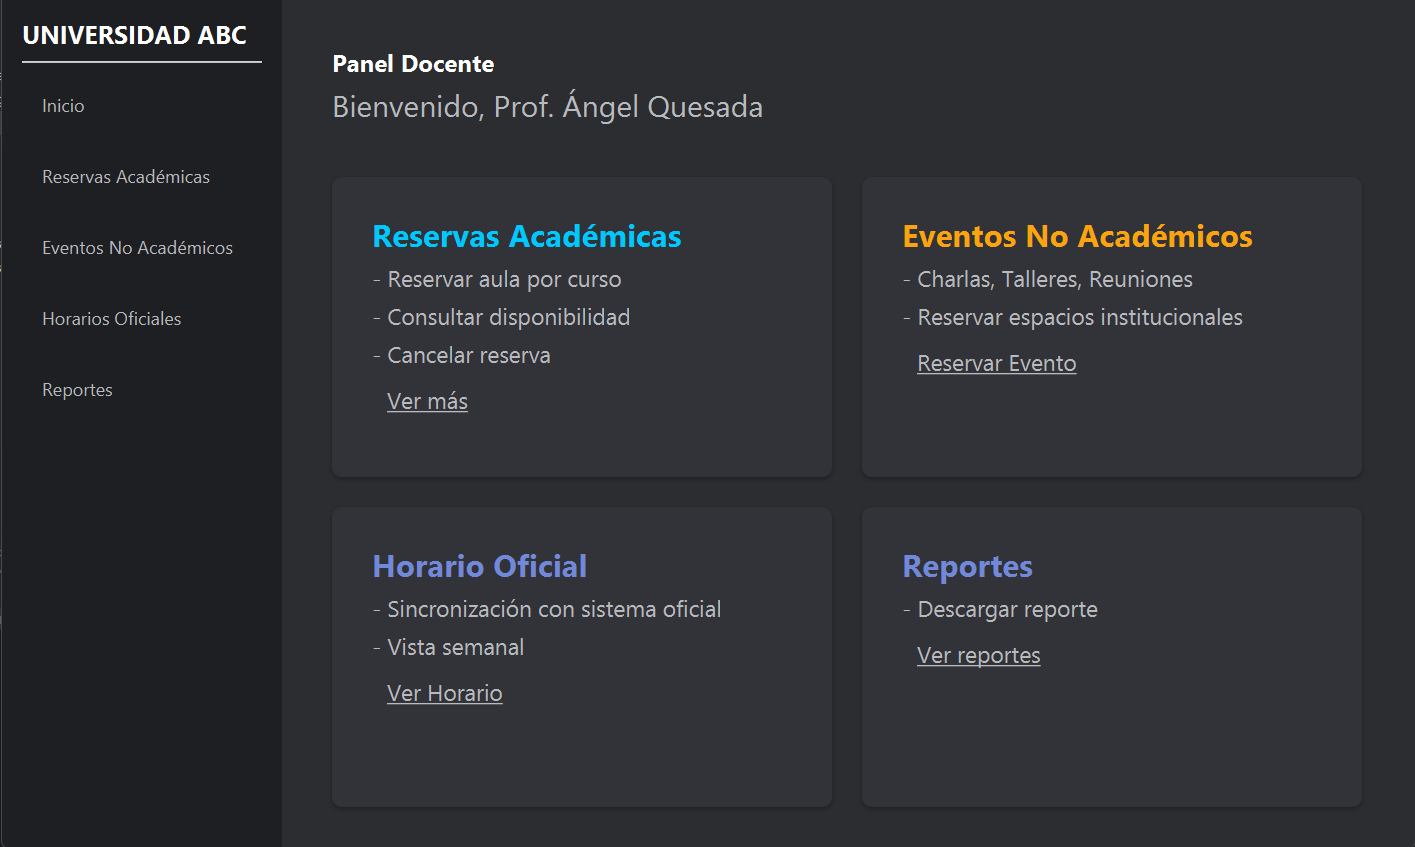 UNIVERSIDAD ABC
Inicio
Reservas Académicas
Eventos No Académicos
Horarios Oficiales
Reportes
Panel Docente
Bienvenido, Prof. Ángel Quesada
Reservas Académicas
- Reservar aula por curso
- Consultar disponibilidad
- Cancelar reserva
Ver más
Eventos No Académicos
- Charlas, Talleres, Reuniones
- Reservar espacios institucionales
Reservar Evento
Horario Oficial
- Sincronización con sistema oficial
- Vista semanal
Ver Horario
Reportes
- Descargar reporte
Ver reportes